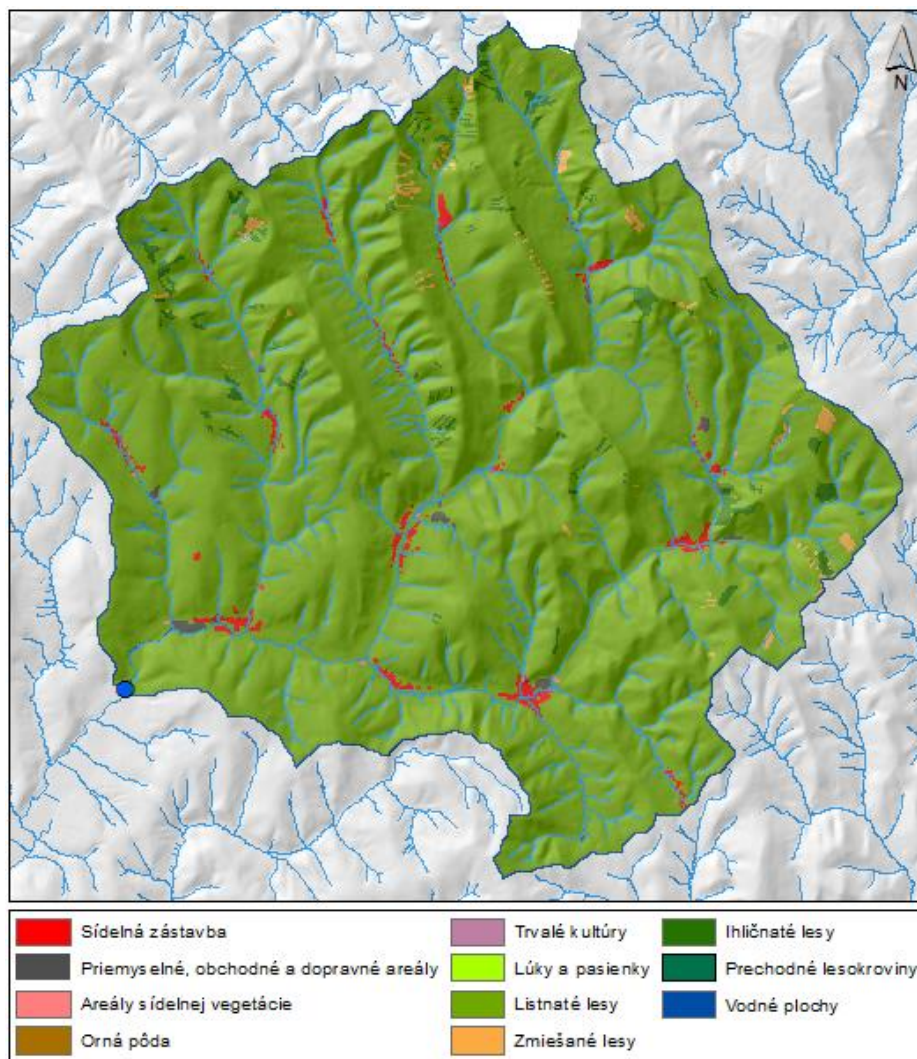 N
Sídelná zástavba
Priemyselné, obchodné a dopravné areály
Areály sídelnej vegetácie
Orná pôda
Trvalé kultúry
Lúky a pasienky
Listnaté lesy
Zmiešané lesy
Ihličnaté lesy
Prechodné lesokroviny
Vodné plochy